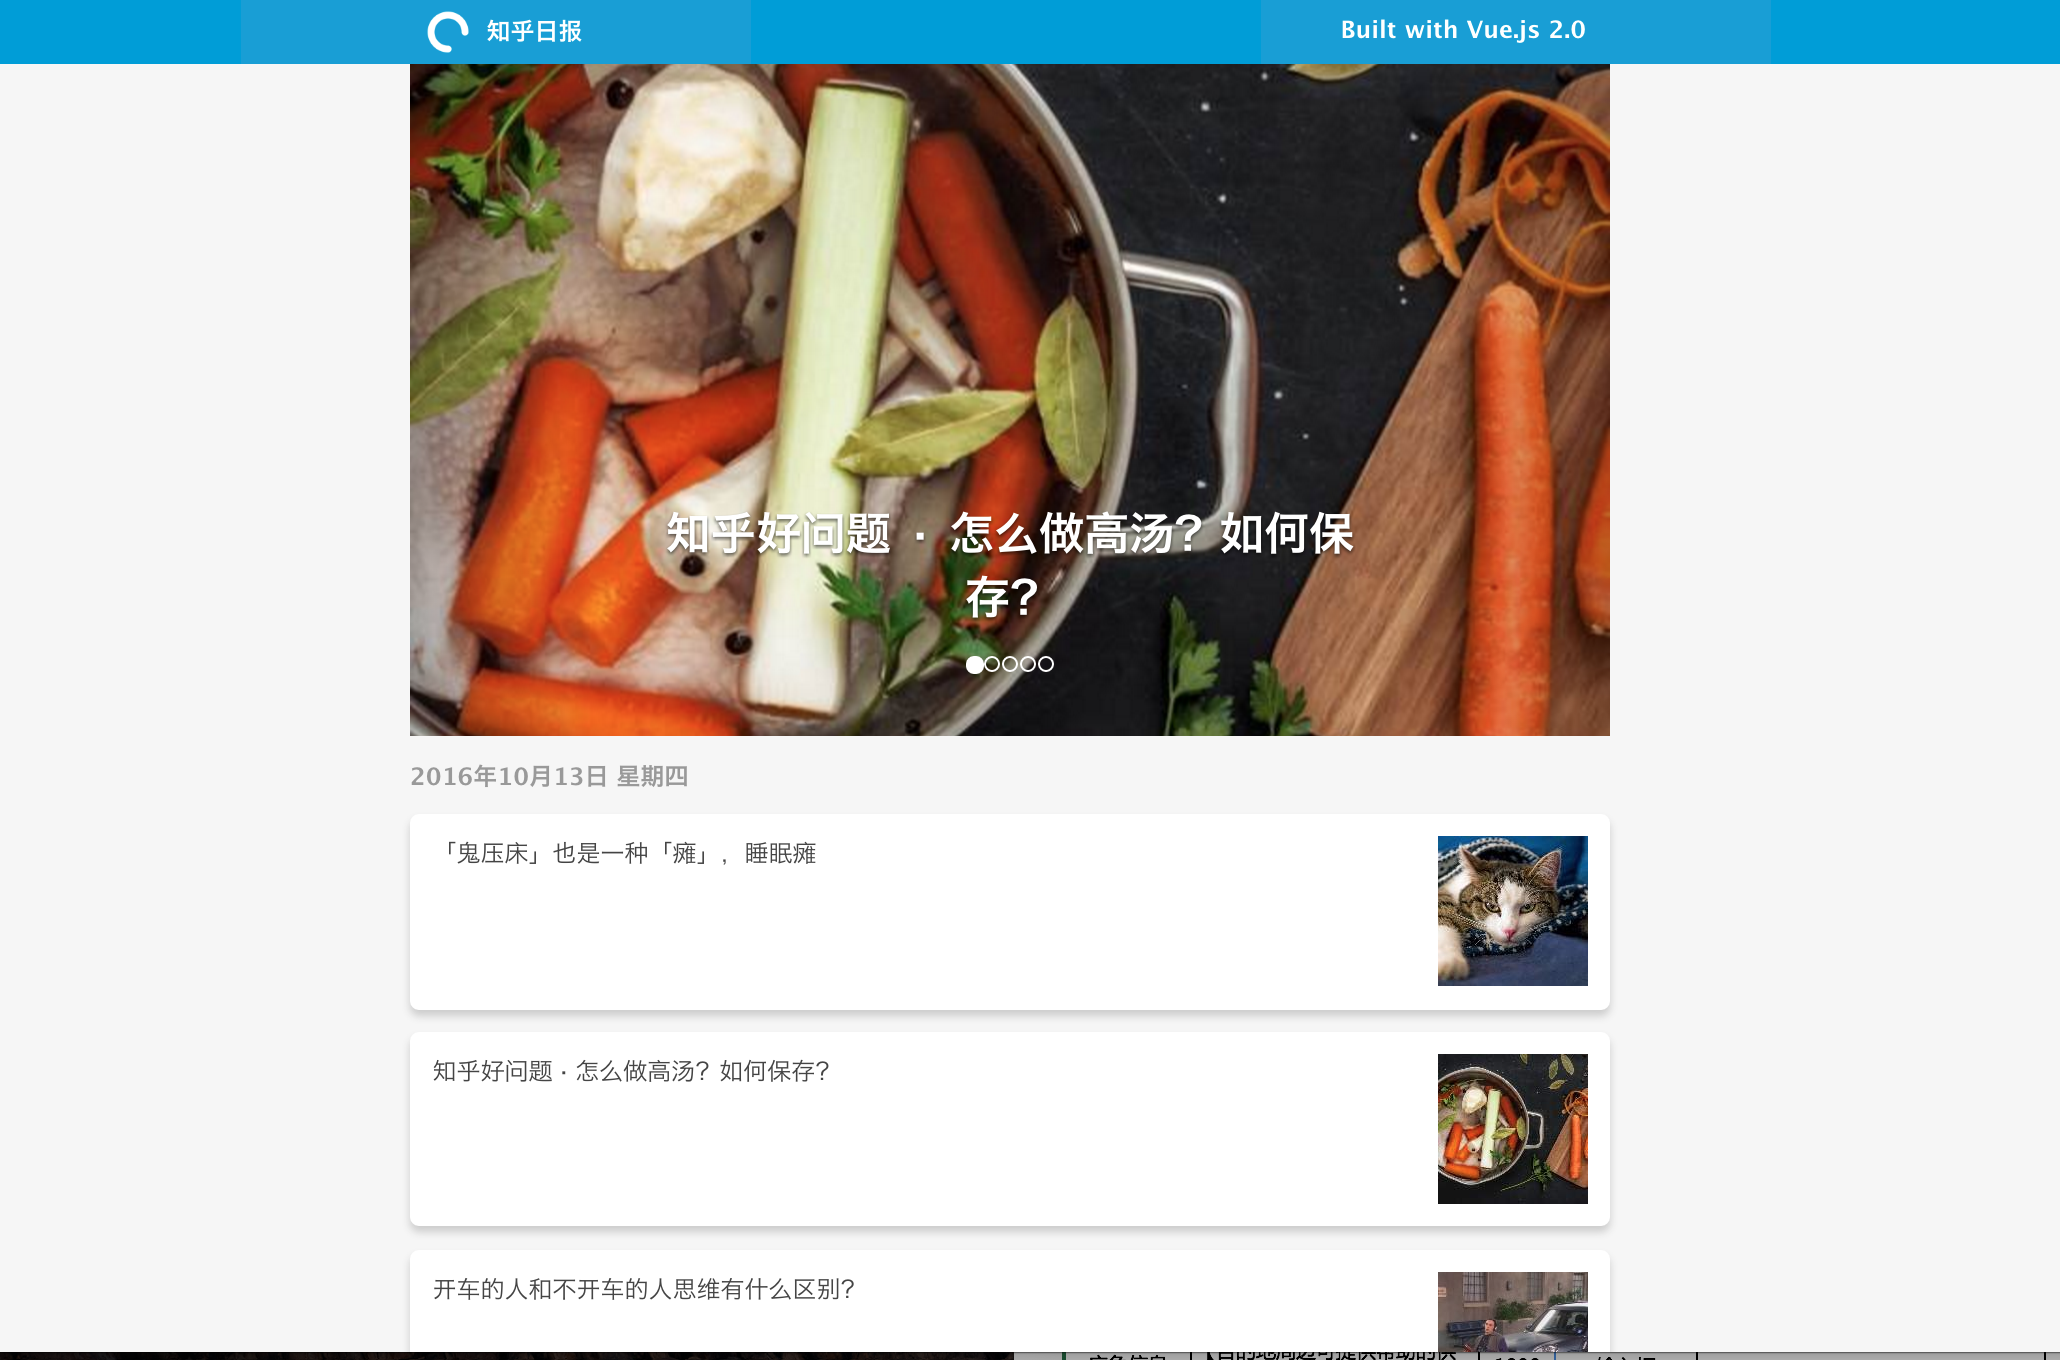 知乎日报
Built with Vue.js 2.0
知乎好问题 · 怎么做高汤？如何保
存？
2016年10月13日 星期四
「鬼压床」也是一种「瘫」，睡眠瘫
知乎好问题 · 怎么做高汤？如何保存？
开车的人和不开车的人思维有什么区别？